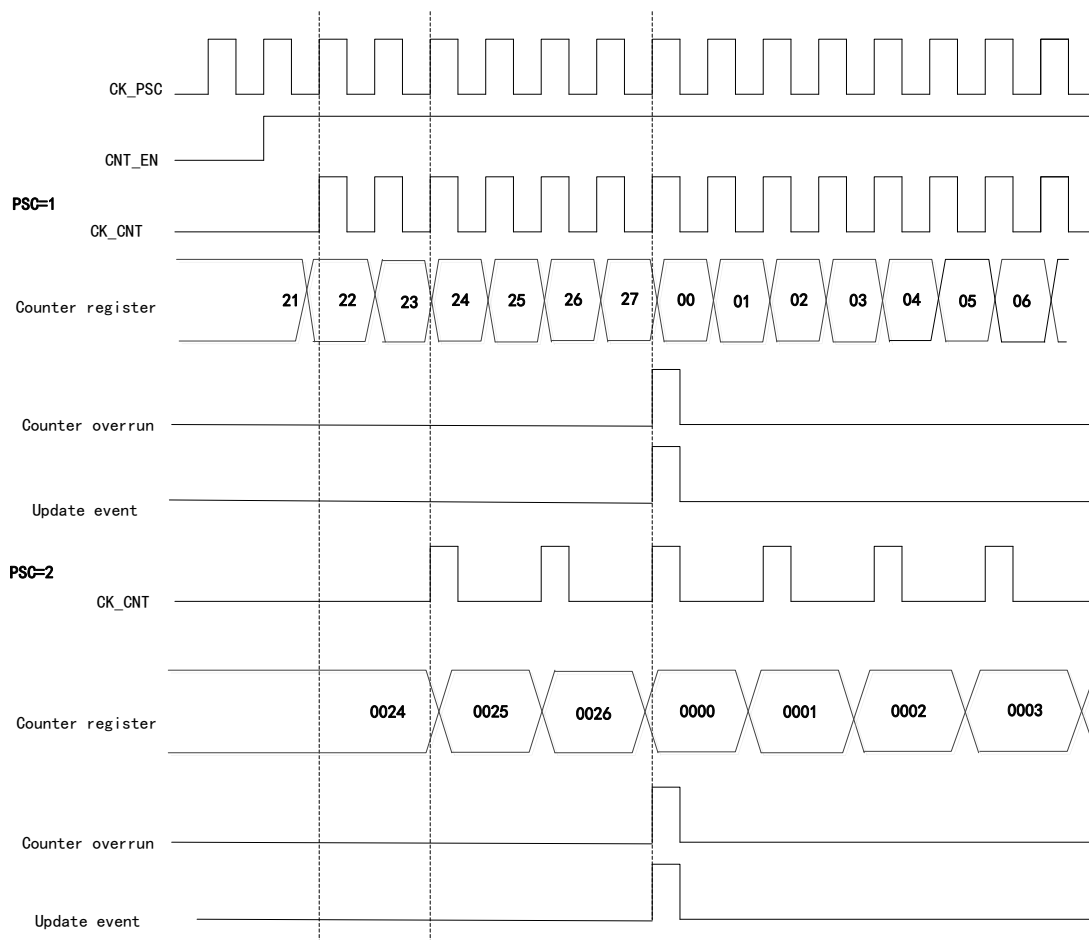 CK_PSC
CNT_EN
PSC=1
CK_CNT
Counter register 21 22 23 24 25 26 27 00 01 02 03 04 05 06
Counter overrun
Update event
PSC=2
CK_CNT
Counter register 0024 0025 0026 0000 0001 0002 0003
Counter overrun
Update event